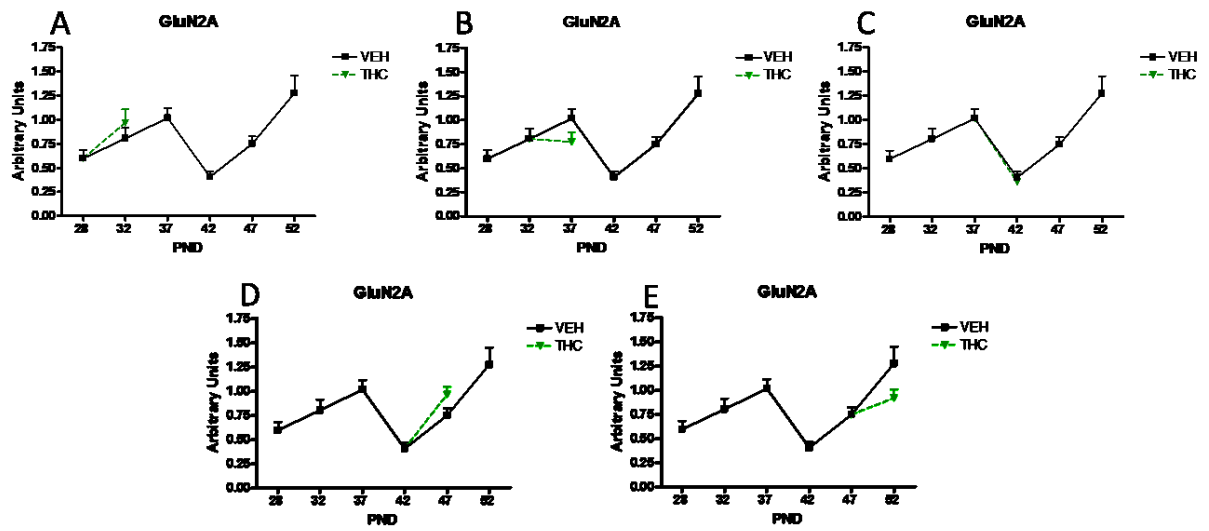 A
GluN2A
Arbitrary Units
1.75
1.50
1.25
1.00
0.75
0.50
0.25
0.00
28 32 37 42 47 52
PND
VEH
THC
B
GluN2A
Arbitrary Units
1.75
1.50
1.25
1.00
0.75
0.50
0.25
0.00
28 32 37 42 47 52
PND
VEH
THC
C
GluN2A
Arbitrary Units
1.75
1.50
1.25
1.00
0.75
0.50
0.25
0.00
28 32 37 42 47 52
PND
VEH
THC
D
GluN2A
Arbitrary Units
1.75
1.50
1.25
1.00
0.75
0.50
0.25
0.00
28 32 37 42 47 52
PND
VEH
THC
E
GluN2A
Arbitrary Units
1.75
1.50
1.25
1.00
0.75
0.50
0.25
0.00
28 32 37 42 47 52
PND
VEH
THC